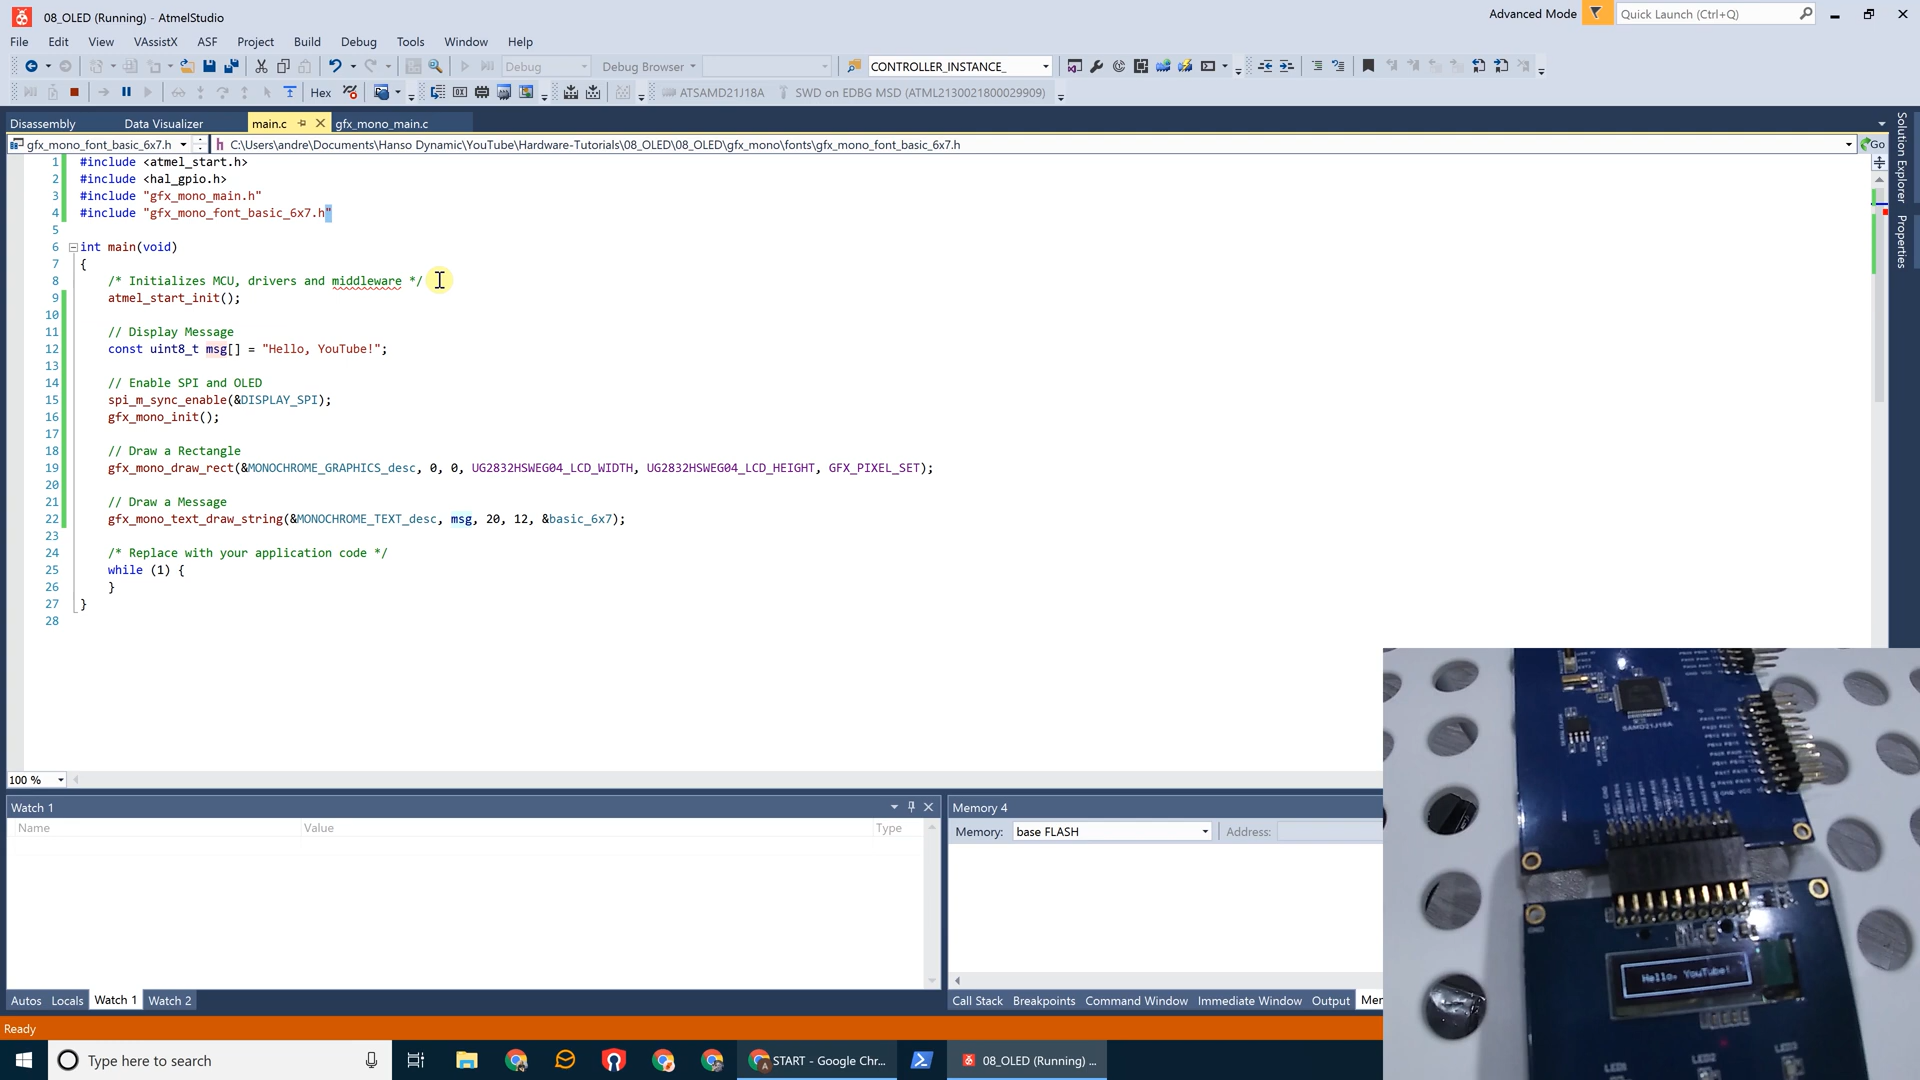 08_OLED (Running) - AtmelStudio
Advanced Mode
Quick Launch (Ctrl+Q)
File Edit View VAssistX ASF Project Build Debug Tools Window Help
Debug
Debug Browser
CONTROLLER_INSTANCE_
Hex
ATSAMD21J18A
SWD on EDBG MSD (ATML2130021800029909)
Disassembly Data Visualizer main.c gfx_mono_main.c
gfx_mono_font_basic_6x7.h
C:\Users\andre\Documents\Hanso Dynamic\YouTube\Hardware-Tutorials\08_OLED\08_OLED\gfx_mono\fonts\gfx_mono_font_basic_6x7.h
Go
1 #include <atmel_start.h>
2 #include <hal_gpio.h>
3 #include "gfx_mono_main.h"
4 #include "gfx_mono_font_basic_6x7.h"
5
6 int main(void)
7 {
8 /* Initializes MCU, drivers and middleware */
9 atmel_start_init();
10
11 // Display Message
12 const uint8_t msg[] = "Hello, YouTube!";
13
14 // Enable SPI and OLED
15 spi_m_sync_enable(&DISPLAY_SPI);
16 gfx_mono_init();
17
18 // Draw a Rectangle
19 gfx_mono_draw_rect(&MONOCHROME_GRAPHICS_desc, 0, 0, UG2832HSWEG04_LCD_WIDTH, UG2832HSWEG04_LCD_HEIGHT, GFX_PIXEL_SET);
20
21 // Draw a Message
22 gfx_mono_text_draw_string(&MONOCHROME_TEXT_desc, msg, 20, 12, &basic_6x7);
23
24 /* Replace with your application code */
25 while (1) {
26 }
27 }
28
Solution Explorer
Properties
100 %
Watch 1
Name Value Type
Autos Locals Watch 1 Watch 2
Memory 4
Memory: base FLASH Address:
Call Stack Breakpoints Command Window Immediate Window Output Mem
Ready
SAMD21J18A
Hello, YouTube!
LED1 LED2 LED3
Type here to search
START - Google Chr...
08_OLED (Running) ...